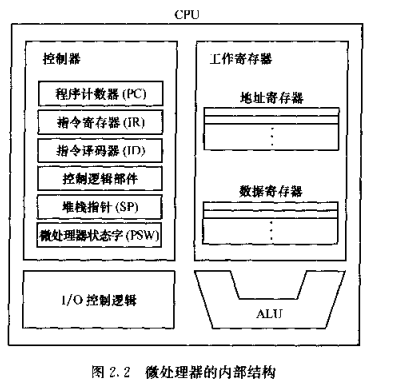 CPU
控制器
程序计数器(PC)
指令寄存器(IR)
指令译码器(ID)
控制逻辑部件
堆栈指针(SP)
微处理器状态字(PSW)
工作寄存器
地址寄存器
数据寄存器
I/O 控制逻辑
ALU
图 2.2 微处理器的内部结构